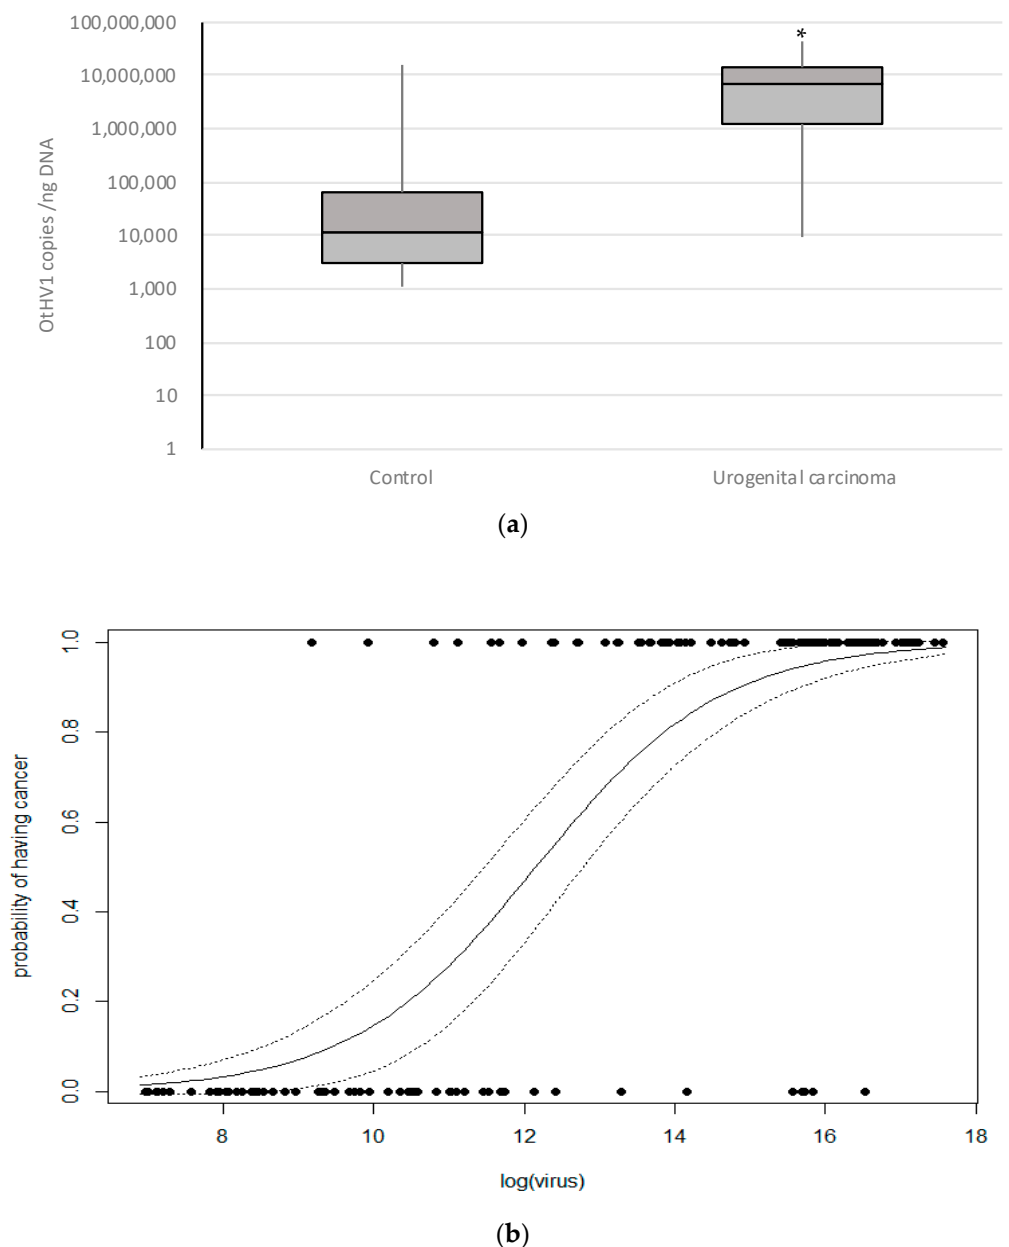 100,000,000
*
10,000,000
1,000,000
100,000
10,000
1,000
100
10
1
OtHV1 copies /ng DNA
Control Urogenital carcinoma
(a)
1.0
0.8
0.6
0.4
0.2
0.0
probability of having cancer
8 10 12 14 16 18
log(virus)
(b)